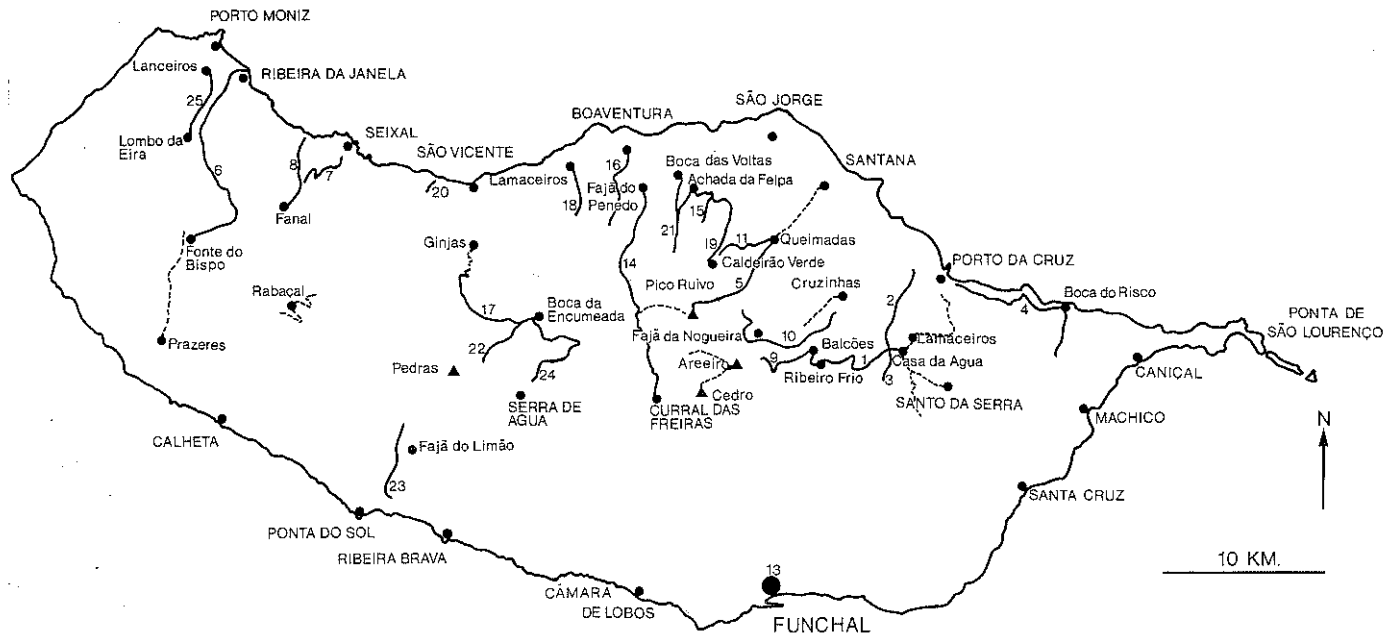 PORTO MONIZ
Lanceiros
RIBEIRA DA JANELA
25
Lombo da
Eira
6
8
7
SEIXAL
Fanal
Fonte do
Bispo
Rabaçal
Prazeres
SÃO VICENTE
20
Lamaceiros
18
BOAVENTURA
16
Fajã do
Penedo
Boca das Voltas
Achada da Felpa
15
21
19
11
SÃO JORGE
SANTANA
Queimadas
Caldeirão Verde
14
Pico Ruivo
5
Cruzinhas
2
PORTO DA CRUZ
4
Boca do Risco
PONTA DE
SÃO LOURENÇO
Ginjas
17
Boca da
Encumeada
22
24
Pedras
SERRA DE
AGUA
Fajã da Nogueira
10
Balcões
9
1
Lamaceiros
Casa da Agua
Areeiro
Ribeiro Frio
3
Cedro
SANTO DA SERRA
CURRAL DAS
FREIRAS
CANIÇAL
MACHICO
N
CALHETA
Fajã do Limão
23
SANTA CRUZ
PONTA DO SOL
RIBEIRA BRAVA
10 KM.
CÂMARA
DE LOBOS
13
FUNCHAL